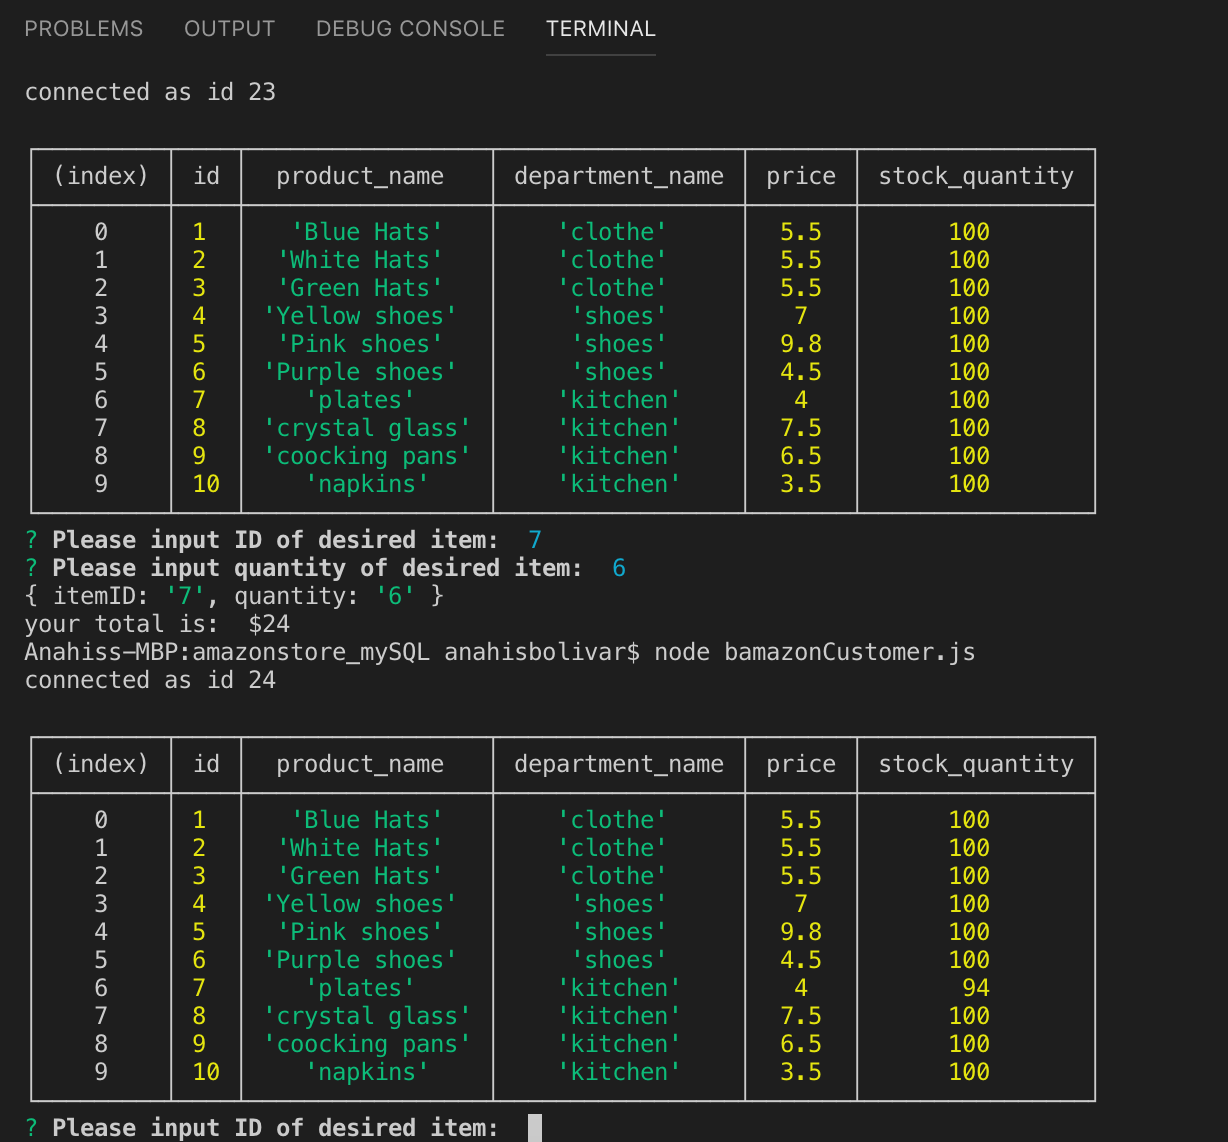 PROBLEMS OUTPUT DEBUG CONSOLE TERMINAL
connected as id 23
(index) id product_name department_name price stock_quantity
0 1 'Blue Hats' 'clothe' 5.5 100
1 2 'White Hats' 'clothe' 5.5 100
2 3 'Green Hats' 'clothe' 5.5 100
3 4 'Yellow shoes' 'shoes' 7 100
4 5 'Pink shoes' 'shoes' 9.8 100
5 6 'Purple shoes' 'shoes' 4.5 100
6 7 'plates' 'kitchen' 4 100
7 8 'crystal glass' 'kitchen' 7.5 100
8 9 'coocking pans' 'kitchen' 6.5 100
9 10 'napkins' 'kitchen' 3.5 100
? Please input ID of desired item: 7
? Please input quantity of desired item: 6
{ itemID: '7', quantity: '6' }
your total is: $24
Anahiss-MBP:amazonstore_mySQL anahisbolivar$ node bamazonCustomer.js
connected as id 24
(index) id product_name department_name price stock_quantity
0 1 'Blue Hats' 'clothe' 5.5 100
1 2 'White Hats' 'clothe' 5.5 100
2 3 'Green Hats' 'clothe' 5.5 100
3 4 'Yellow shoes' 'shoes' 7 100
4 5 'Pink shoes' 'shoes' 9.8 100
5 6 'Purple shoes' 'shoes' 4.5 100
6 7 'plates' 'kitchen' 4 94
7 8 'crystal glass' 'kitchen' 7.5 100
8 9 'coocking pans' 'kitchen' 6.5 100
9 10 'napkins' 'kitchen' 3.5 100
? Please input ID of desired item: